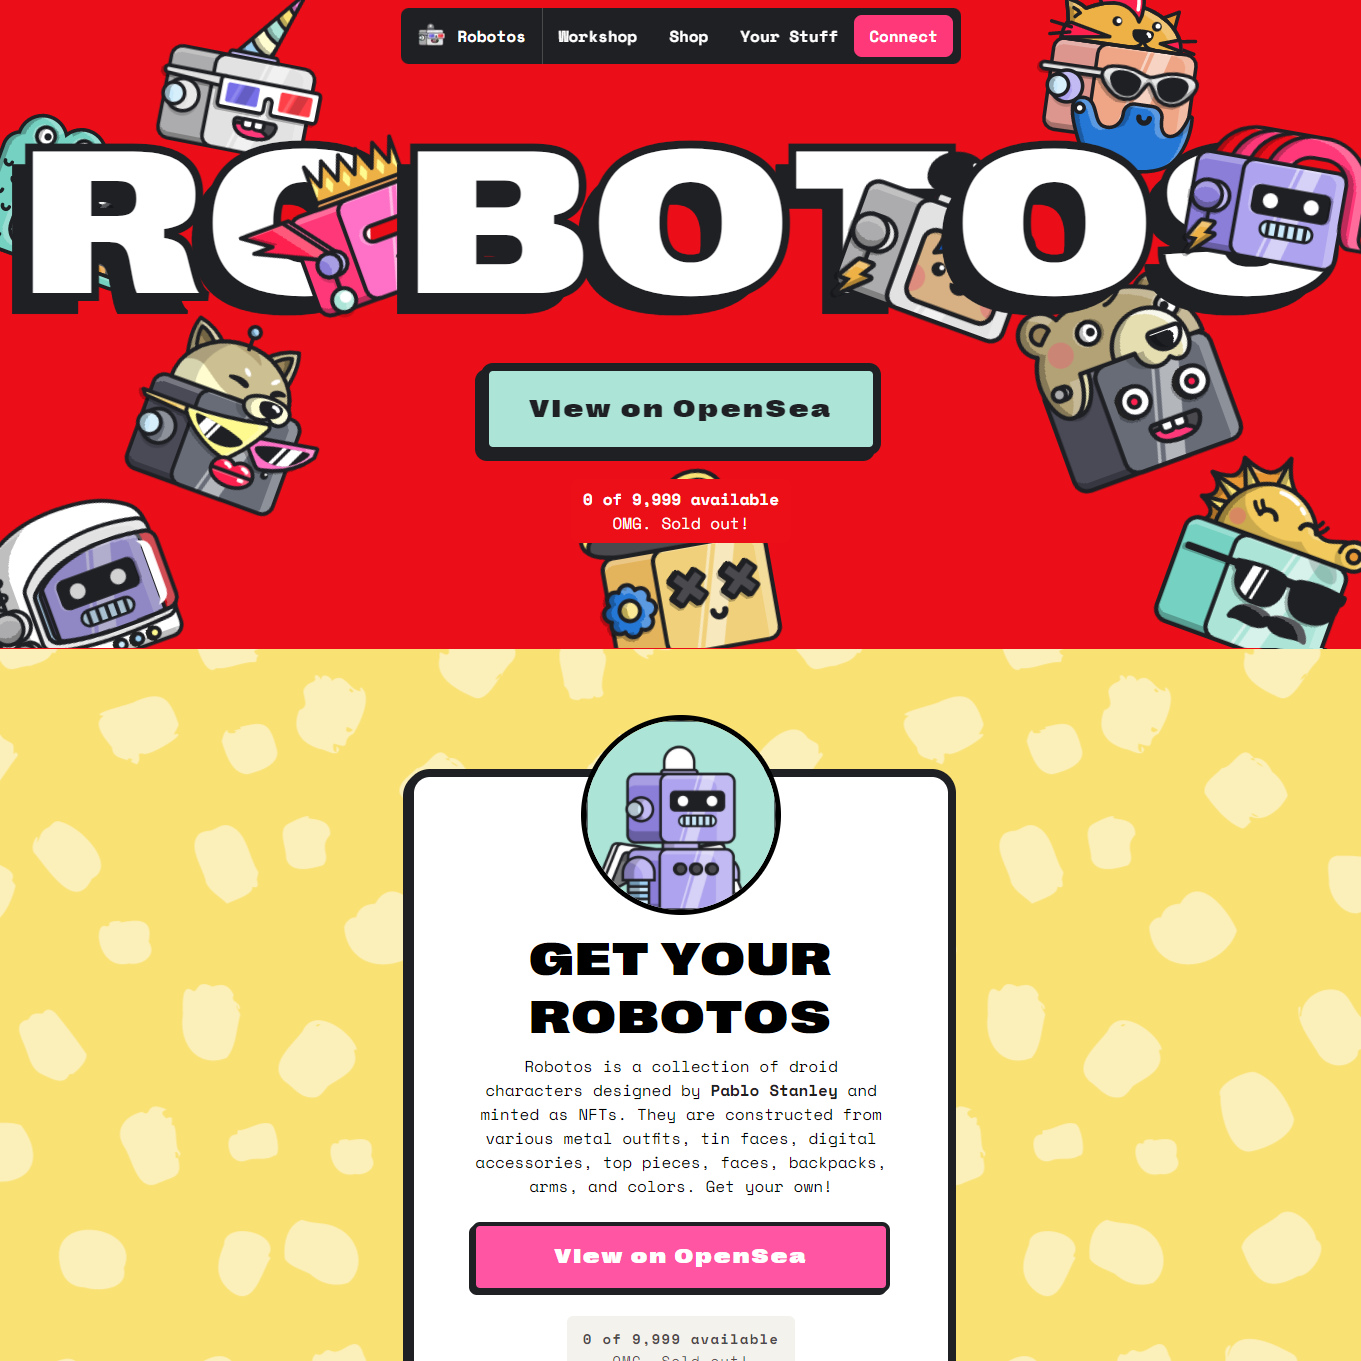 Robotos Workshop Shop Your Stuff Connect
ROBOTOS
View on OpenSea
0 of 9,999 available
OMG. Sold out!
GET YOUR
ROBOTOS
Robotos is a collection of droid
characters designed by Pablo Stanley and
minted as NFTs. They are constructed from
various metal outfits, tin faces, digital
accessories, top pieces, faces, backpacks,
arms, and colors. Get your own!
View on OpenSea
0 of 9,999 available
OMG. Sold out!